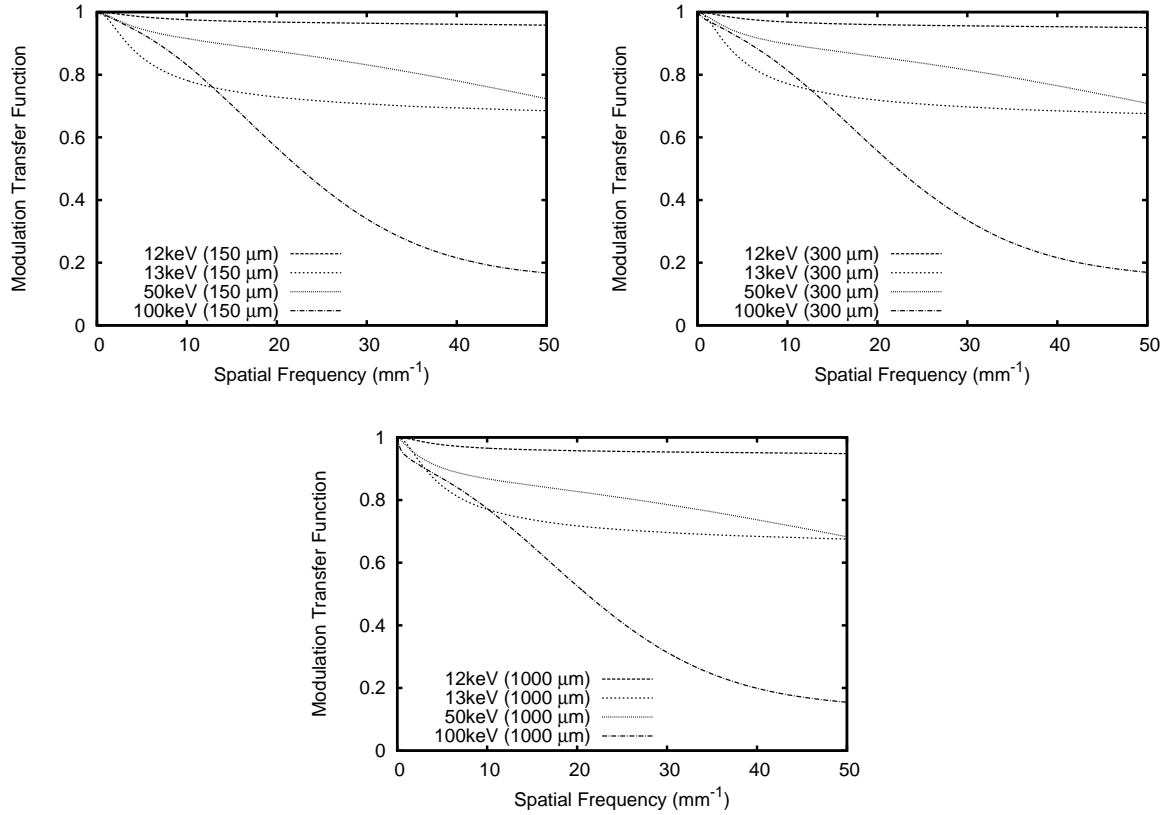 1
0.8
0.6
0.4
0.2
0
Modulation Transfer Function
12keV (150 μm)
13keV (150 μm)
50keV (150 μm)
100keV (150 μm)
0 10 20 30 40 50
Spatial Frequency (mm-1)
1
0.8
0.6
0.4
0.2
0
Modulation Transfer Function
12keV (300 μm)
13keV (300 μm)
50keV (300 μm)
100keV (300 μm)
0 10 20 30 40 50
Spatial Frequency (mm-1)
1
0.8
0.6
0.4
0.2
0
Modulation Transfer Function
12keV (1000 μm)
13keV (1000 μm)
50keV (1000 μm)
100keV (1000 μm)
0 10 20 30 40 50
Spatial Frequency (mm-1)